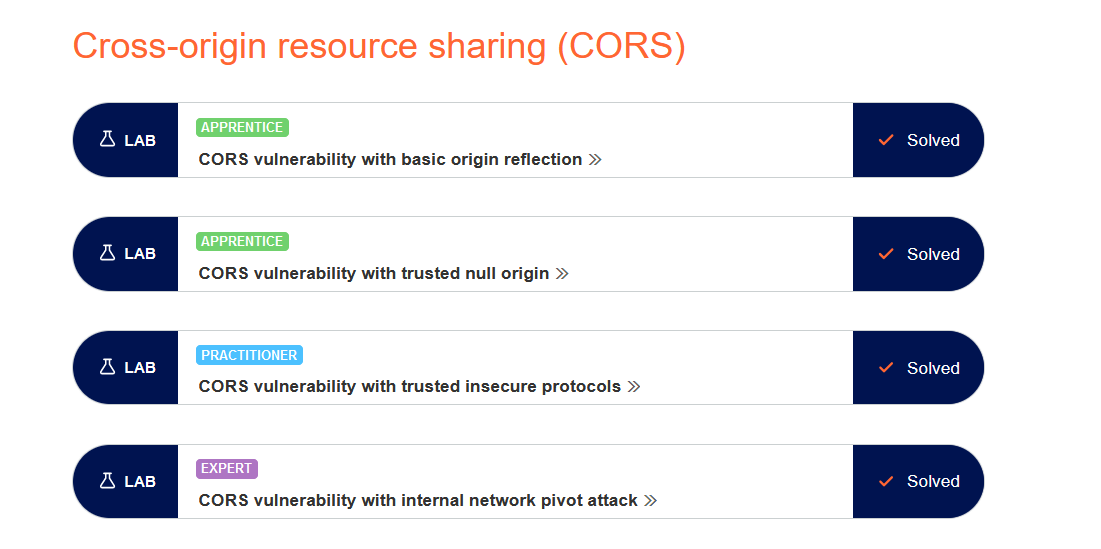 Cross-origin resource sharing (CORS)
LAB
APPRENTICE
CORS vulnerability with basic origin reflection
Solved
LAB
APPRENTICE
CORS vulnerability with trusted null origin
Solved
LAB
PRACTITIONER
CORS vulnerability with trusted insecure protocols
Solved
LAB
EXPERT
CORS vulnerability with internal network pivot attack
Solved